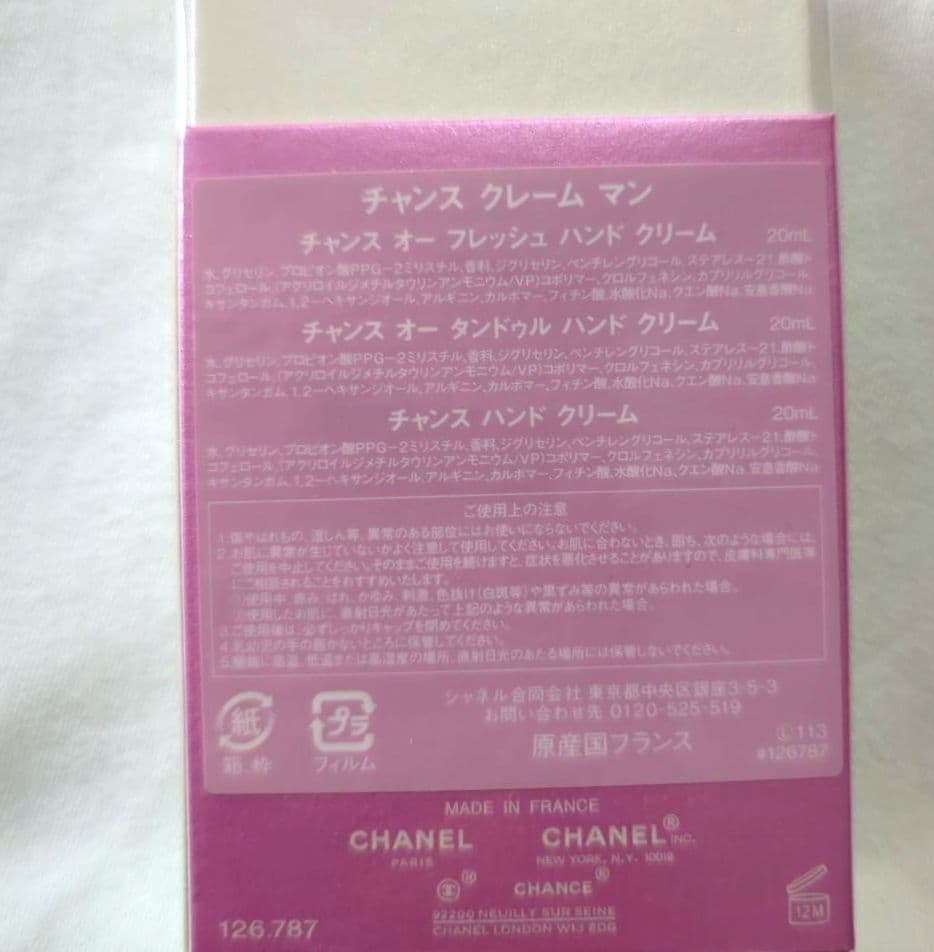 チャンス クレーム マン
チャンス オー フレッシュ ハンド クリーム 20mL
水、グリセリン、プロピオン酸PPG-2ミリスチル、香料、ジグリセリン、ペンチレングリコール、ステアレス-21、酢酸ト
コフェロール、(アクリロイルジメチルタウリンアンモニウム/VP)コポリマー、クロルフェネシン、カプリリルグリコール、
キサンタンガム、1,2-ヘキサンジオール、アルギニン、カルボマー、フィチン酸、水酸化Na、クエン酸Na、安息香酸Na
チャンス オー タンドゥル ハンド クリーム 20mL
水、グリセリン、プロピオン酸PPG-2ミリスチル、香料、ジグリセリン、ペンチレングリコール、ステアレス-21、酢酸ト
コフェロール、(アクリロイルジメチルタウリンアンモニウム/VP)コポリマー、クロルフェネシン、カプリリルグリコール、
キサンタンガム、1,2-ヘキサンジオール、アルギニン、カルボマー、フィチン酸、水酸化Na、クエン酸Na、安息香酸Na
チャンス ハンド クリーム 20mL
水、グリセリン、プロピオン酸PPG-2ミリスチル、香料、ジグリセリン、ペンチレングリコール、ステアレス-21、酢酸ト
コフェロール、(アクリロイルジメチルタウリンアンモニウム/VP)コポリマー、クロルフェネシン、カプリリルグリコール、
キサンタンガム、1,2-ヘキサンジオール、アルギニン、カルボマー、フィチン酸、水酸化Na、クエン酸Na、安息香酸Na
ご使用上の注意
1.傷やはれもの、湿しん等、異常のある部位にはお使いにならないでください。
2.お肌に異常が生じていないかよく注意して使用してください。お肌に合わないとき、即ち、次のような場合には、
ご使用を中止してください。そのままご使用を続けますと、症状を悪化させることがありますので、皮膚科専門医等
にご相談されることをおすすめいたします。
使用中、赤み、はれ、かゆみ、刺激、色抜け(白斑等)や黒ずみ等の異常があらわれた場合。
使用したお肌に、直射日光があたって上記のような異常があらわれた場合。
3.ご使用後は、必ずしっかりキャップを閉めてください。
4.乳幼児の手の届かないところに保管してください。
5.極端に高温、低温または高湿度の場所、直射日光のあたる場所には保管しないでください。
紙
箱、枠
プラ
フィルム
シャネル合同会社 東京都中央区銀座3-5-3
お問い合わせ先 0120-525-519
原産国フランス
Ⓛ113
#126787
MADE IN FRANCE
CHANEL
PARIS
CHANEL® INC.
NEW YORK, N.Y. 10019
CHANCE®
92200 NEUILLY SUR SEINE
CHANEL LONDON W1J 6DG
126.787
12M